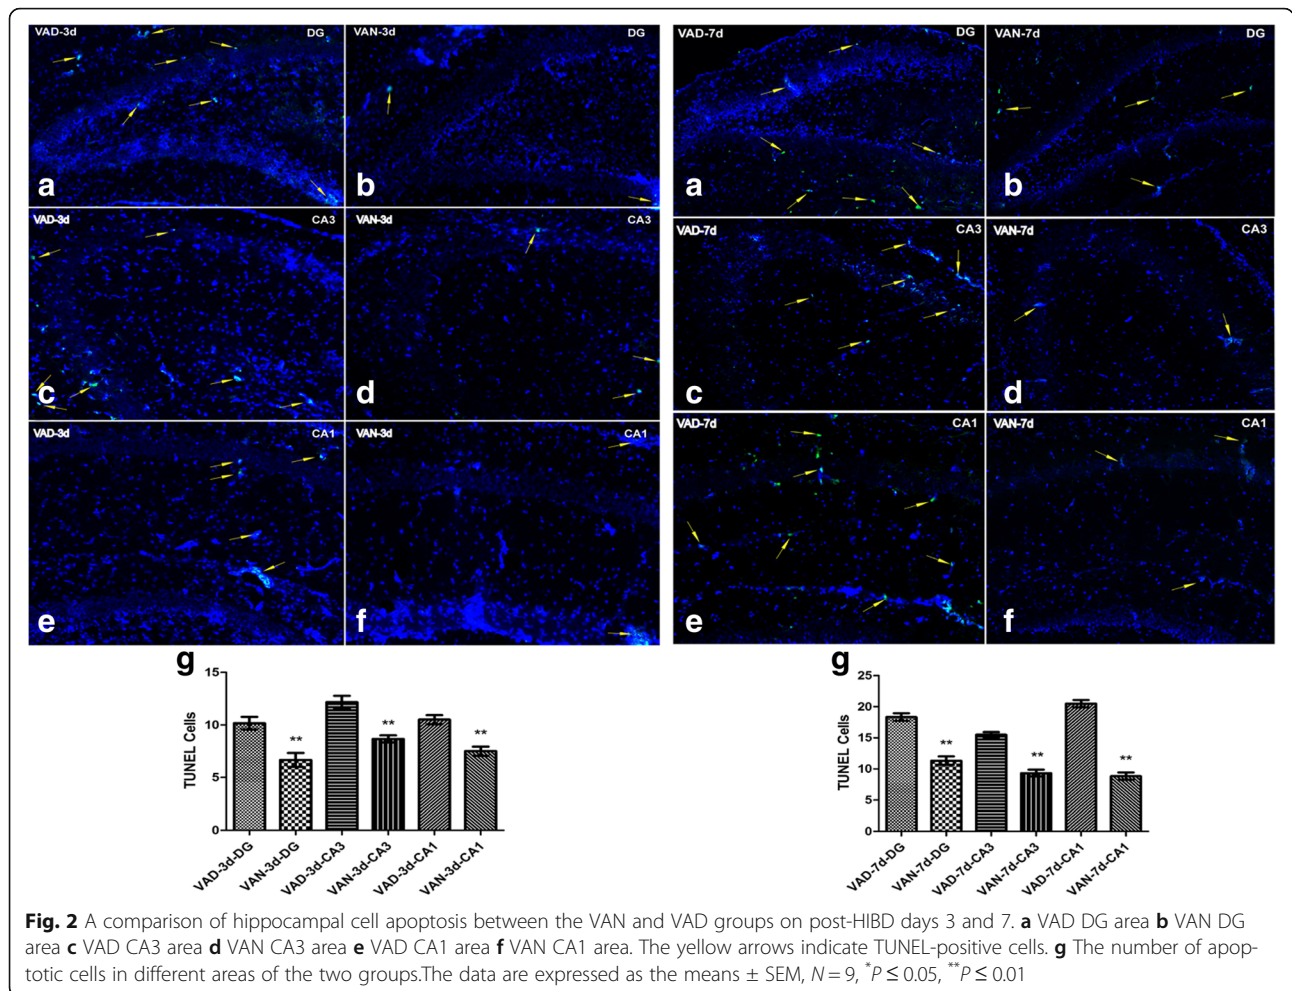 VAD-3d DG VAN-3d DG VAD-7d DG VAN-7d DG
a b a b
VAD-3d CA3 VAN-3d CA3 VAD-7d CA3 VAN-7d CA3
c d c d
VAD-3d CA1 VAN-3d CA1 VAD-7d CA1 VAN-7d CA1
e f e f
g
TUNEL Cells
15
10
5
0
**
**
**
VAD-3d-DG
VAN-3d-DG
VAD-3d-CA3
VAN-3d-CA3
VAD-3d-CA1
VAN-3d-CA1
g
TUNEL Cells
25
20
15
10
5
0
**
**
**
VAD-7d-DG
VAN-7d-DG
VAD-7d-CA3
VAN-7d-CA3
VAD-7d-CA1
VAN-7d-CA1
Fig. 2 A comparison of hippocampal cell apoptosis between the VAN and VAD groups on post-HIBD days 3 and 7. a VAD DG area b VAN DG
area c VAD CA3 area d VAN CA3 area e VAD CA1 area f VAN CA1 area. The yellow arrows indicate TUNEL-positive cells. g The number of apop-
totic cells in different areas of the two groups.The data are expressed as the means ± SEM, N = 9, *P ≤ 0.05, **P ≤ 0.01